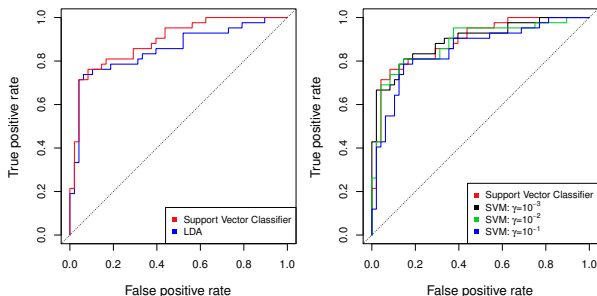 True positive rate
1.0
0.8
0.6
0.4
0.2
0.0
Support Vector Classifier
LDA
0.0 0.2 0.4 0.6 0.8 1.0
False positive rate
True positive rate
1.0
0.8
0.6
0.4
0.2
0.0
Support Vector Classifier
SVM: γ=10⁻³
SVM: γ=10⁻²
SVM: γ=10⁻¹
0.0 0.2 0.4 0.6 0.8 1.0
False positive rate